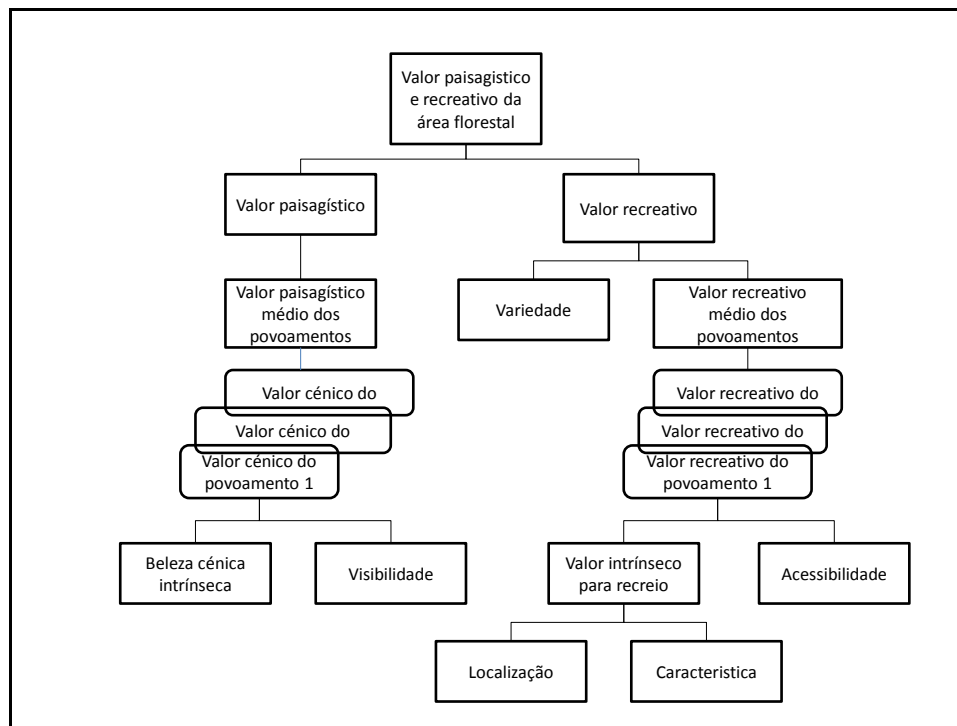 Valor paisagistico
e recreativo da
área florestal
Valor paisagístico
Valor recreativo
Valor paisagístico
médio dos
povoamentos
Variedade
Valor recreativo
médio dos
povoamentos
Valor cénico do
Valor cénico do
Valor cénico do
povoamento 1
Valor recreativo do
Valor recreativo do
Valor recreativo do
povoamento 1
Beleza cénica
intrínseca
Visibilidade
Valor intrínseco
para recreio
Acessibilidade
Localização
Caracteristica